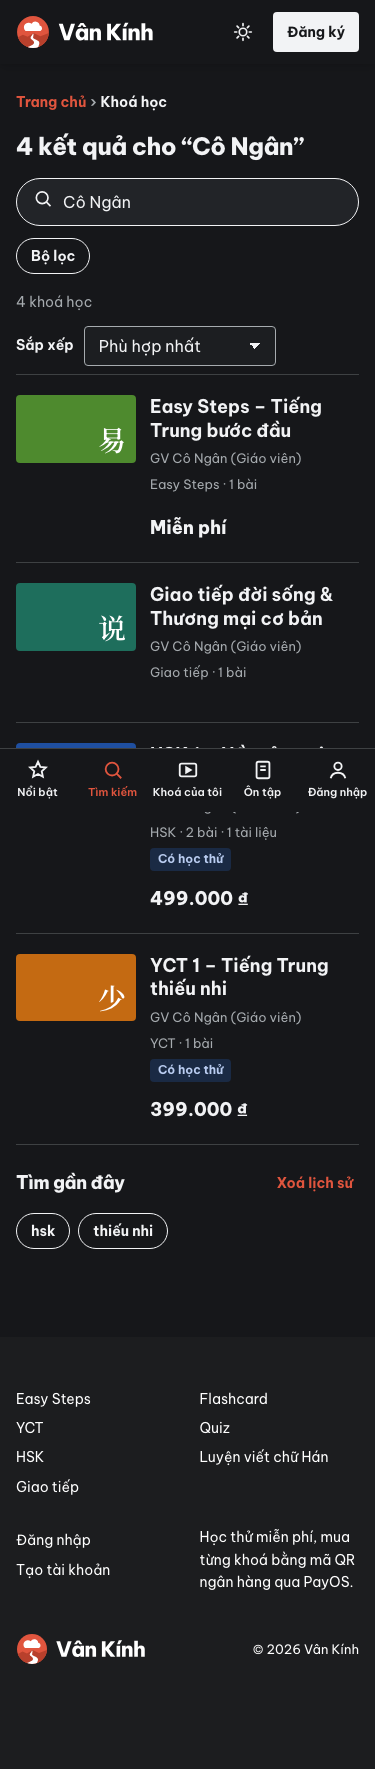 Vân Kính
Đăng ký
Trang chủ › Khoá học
4 kết quả cho “Cô Ngân”
Cô Ngân
Bộ lọc
4 khoá học
Sắp xếp
Phù hợp nhất
易
Easy Steps – Tiếng
Trung bước đầu
GV Cô Ngân (Giáo viên)
Easy Steps · 1 bài
Miễn phí
说
Giao tiếp đời sống &
Thương mại cơ bản
GV Cô Ngân (Giáo viên)
Giao tiếp · 1 bài
Nổi bật
Tìm kiếm
Khoá của tôi
Ôn tập
Đăng nhập
HSK · 2 bài · 1 tài liệu
Có học thử
499.000 ₫
少
YCT 1 – Tiếng Trung
thiếu nhi
GV Cô Ngân (Giáo viên)
YCT · 1 bài
Có học thử
399.000 ₫
Tìm gần đây
Xoá lịch sử
hsk
thiếu nhi
Easy Steps
YCT
HSK
Giao tiếp
Flashcard
Quiz
Luyện viết chữ Hán
Đăng nhập
Tạo tài khoản
Học thử miễn phí, mua
từng khoá bằng mã QR
ngân hàng qua PayOS.
Vân Kính
© 2026 Vân Kính